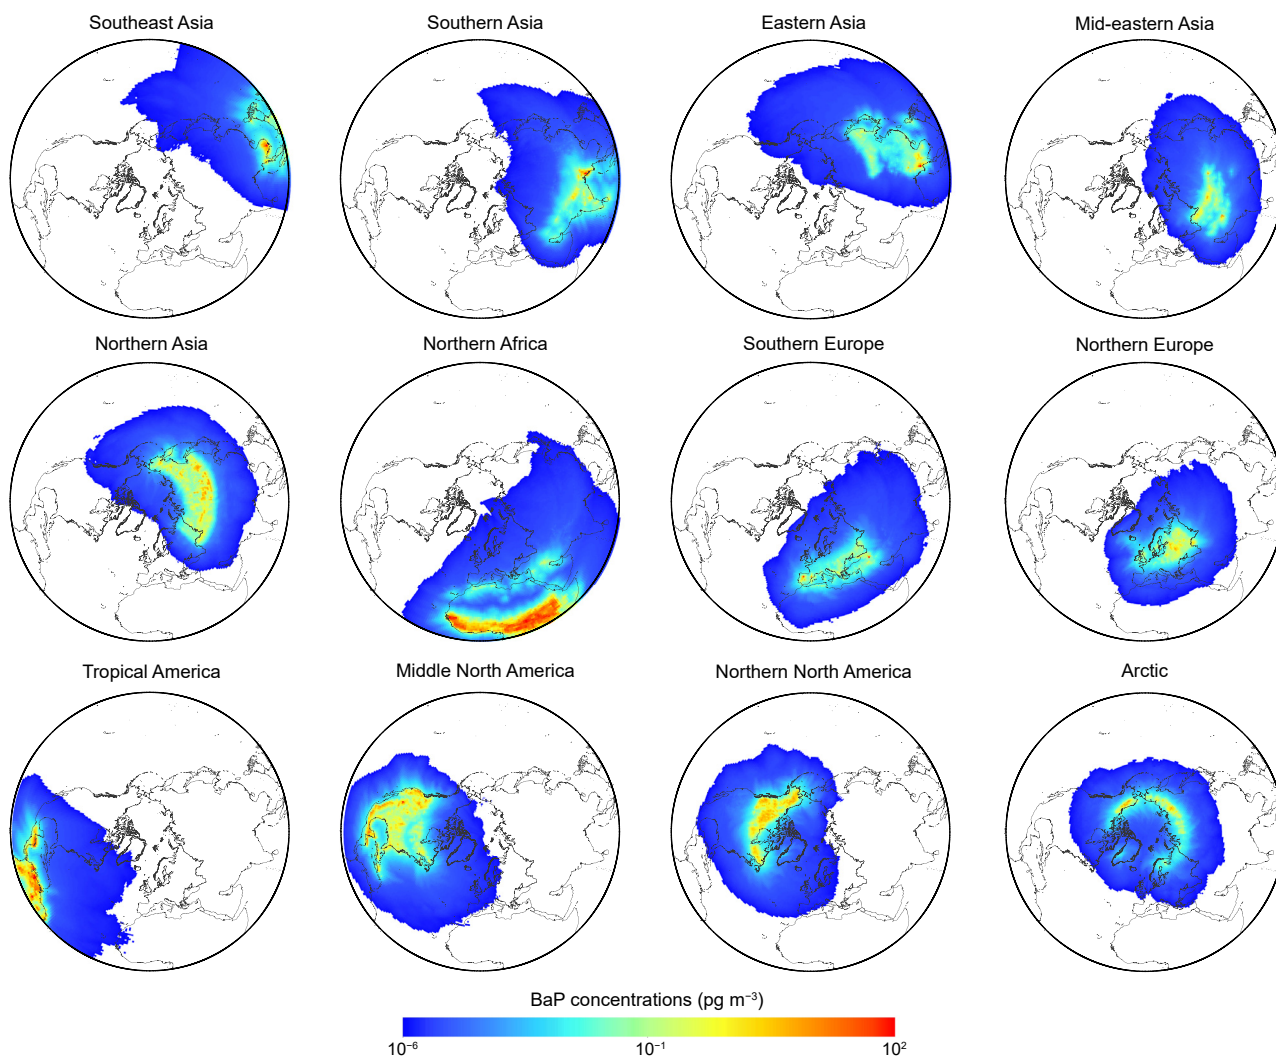 Southeast Asia
Southern Asia
Eastern Asia
Mid-eastern Asia
Northern Asia
Northern Africa
Southern Europe
Northern Europe
Tropical America
Middle North America
Northern North America
Arctic
BaP concentrations (pg m⁻³)
10⁻⁶
10⁻¹
10²